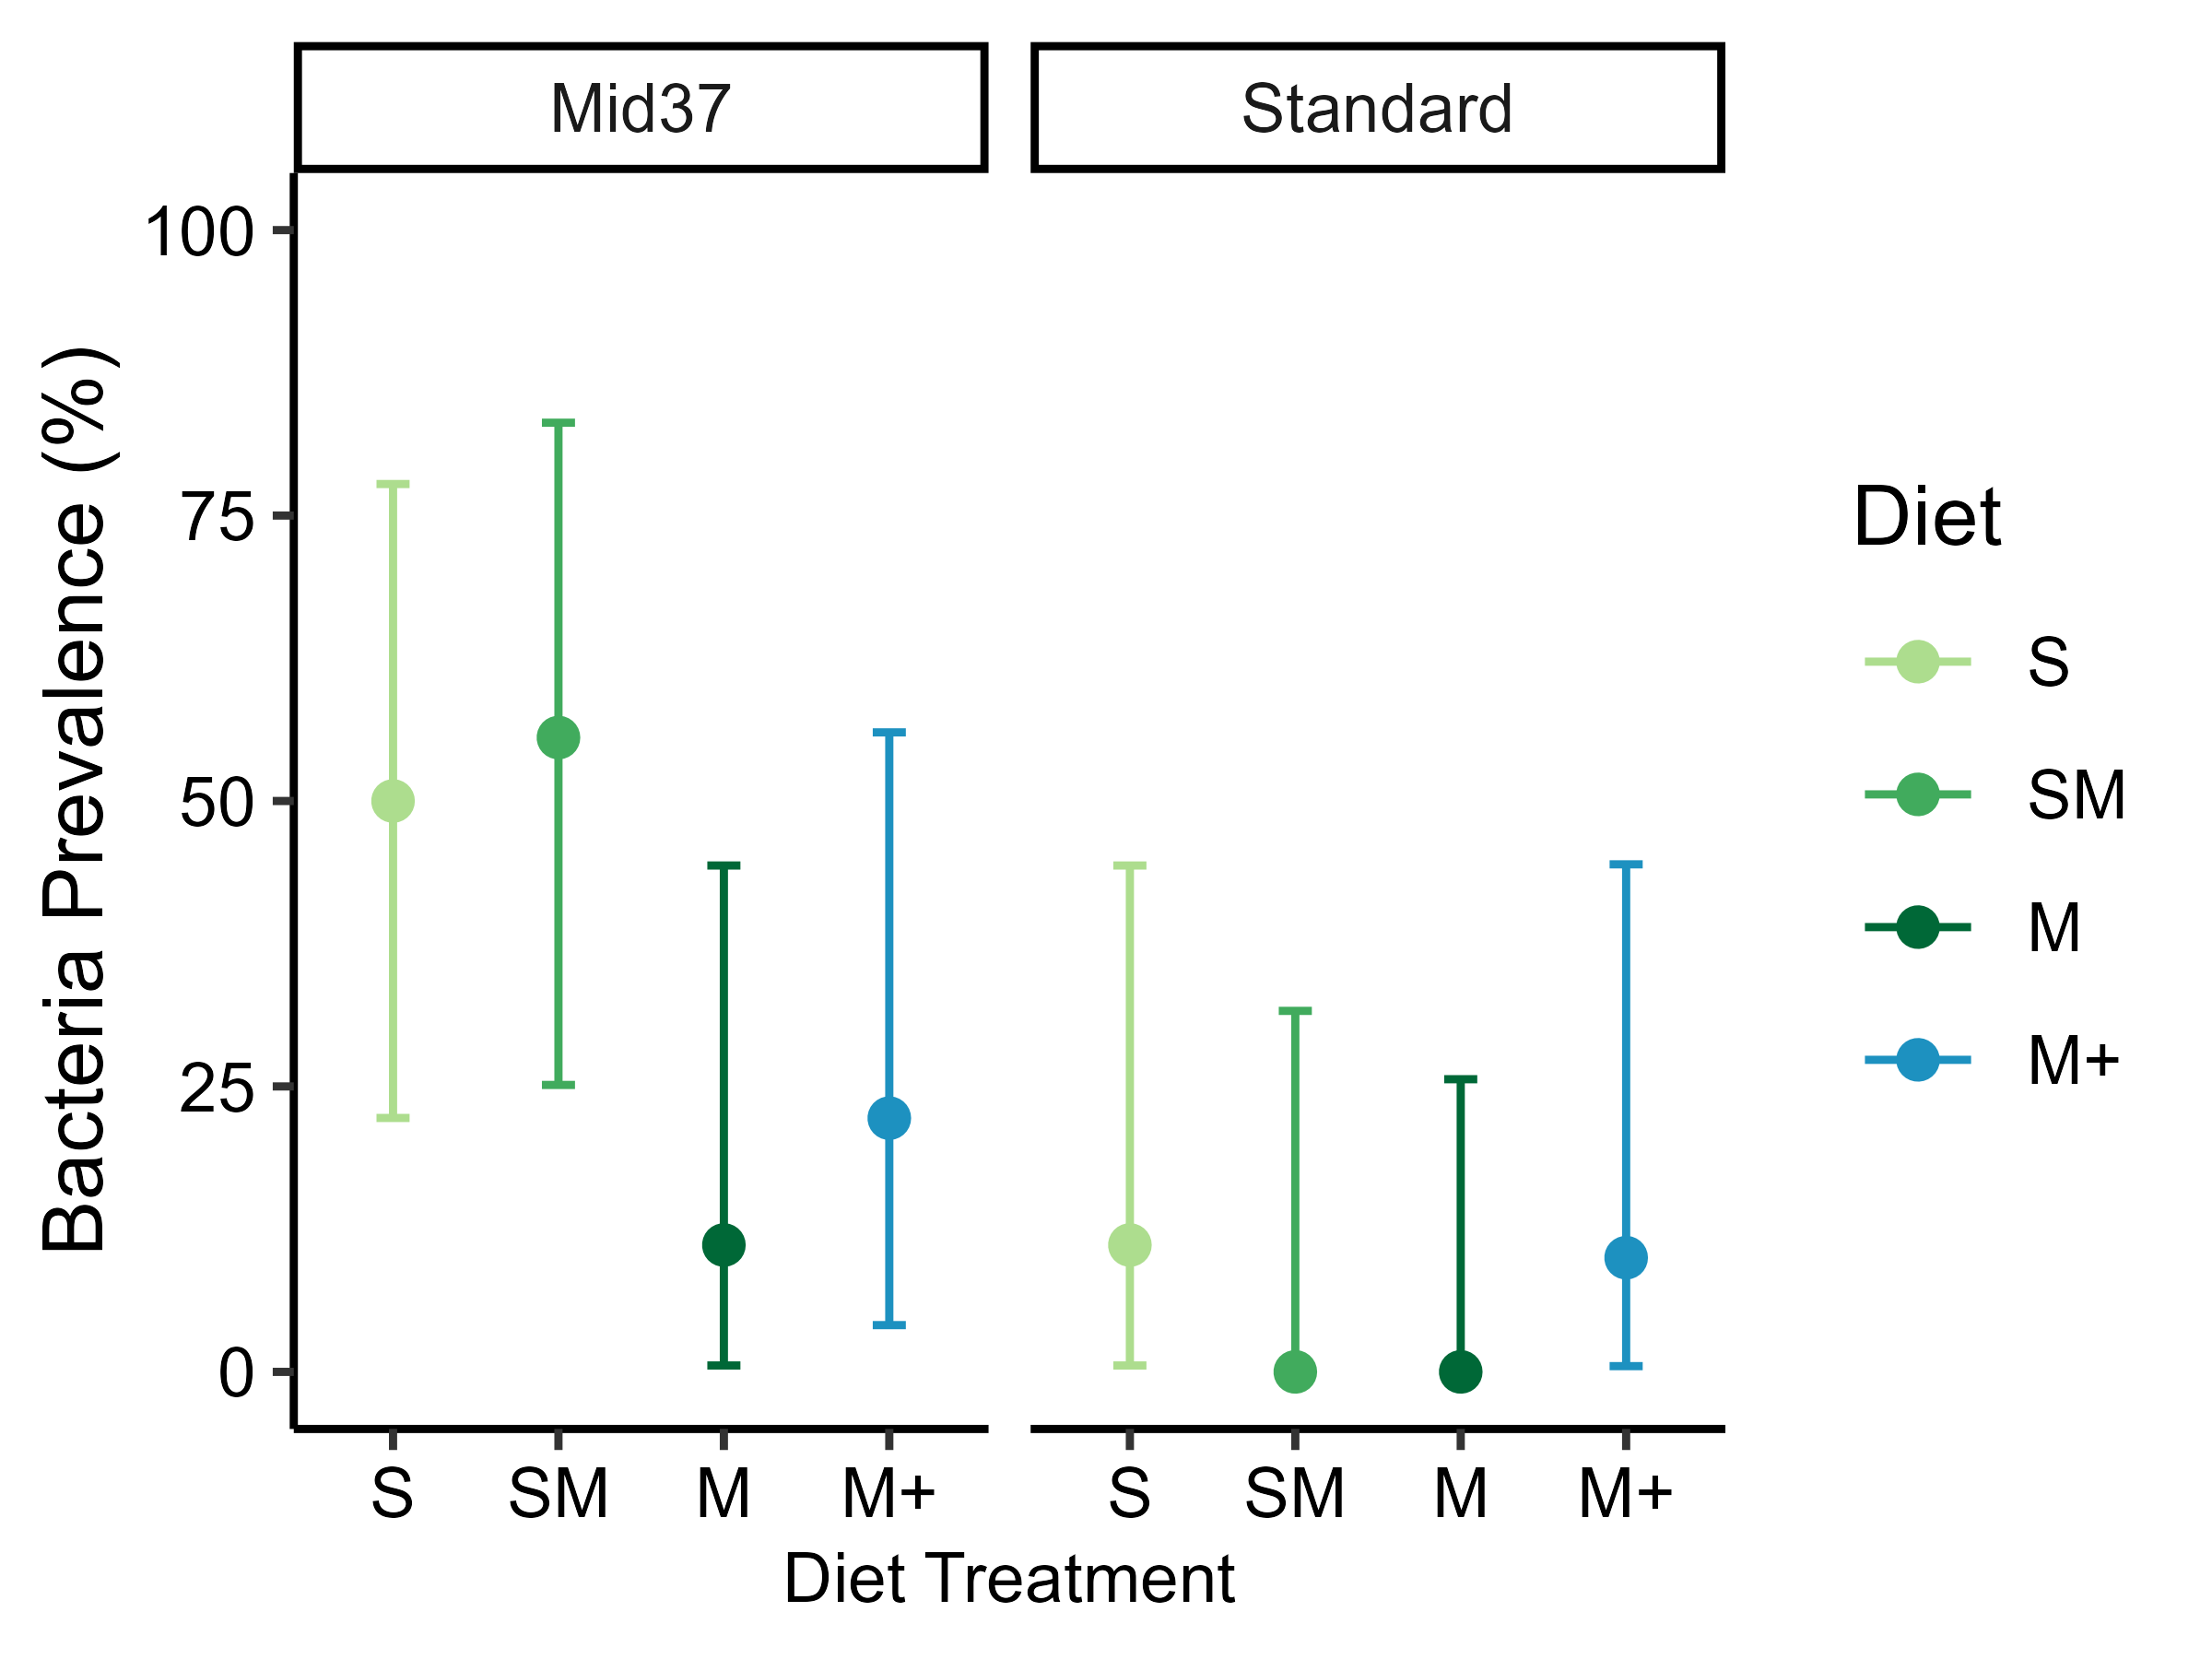 Mid37
Standard
Bacteria Prevalence (%)
100
75
50
25
0
S SM M M+
S SM M M+
Diet Treatment
Diet
S
SM
M
M+